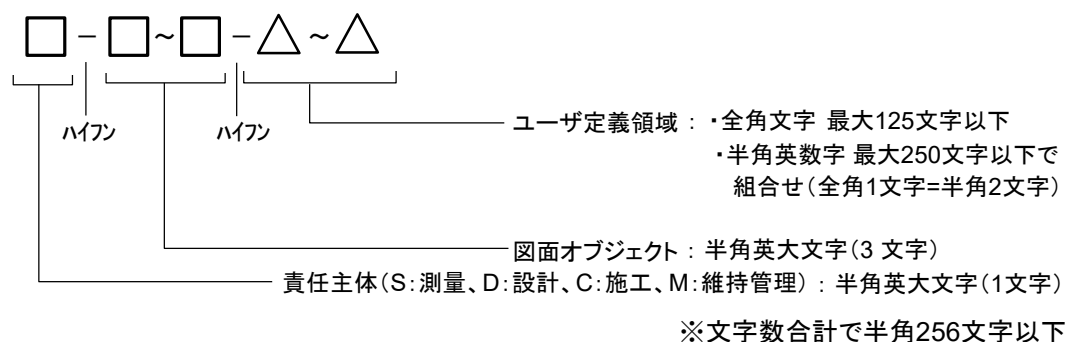 □－□~□－△~△
ハイフン ハイフン
ユーザ定義領域 : ・全角文字 最大125文字以下
・半角英数字 最大250文字以下で
組合せ(全角1文字=半角2文字)
図面オブジェクト : 半角英大文字(3 文字)
責任主体(S:測量、D:設計、C:施工、M:維持管理) : 半角英大文字(1文字)
※文字数合計で半角256文字以下